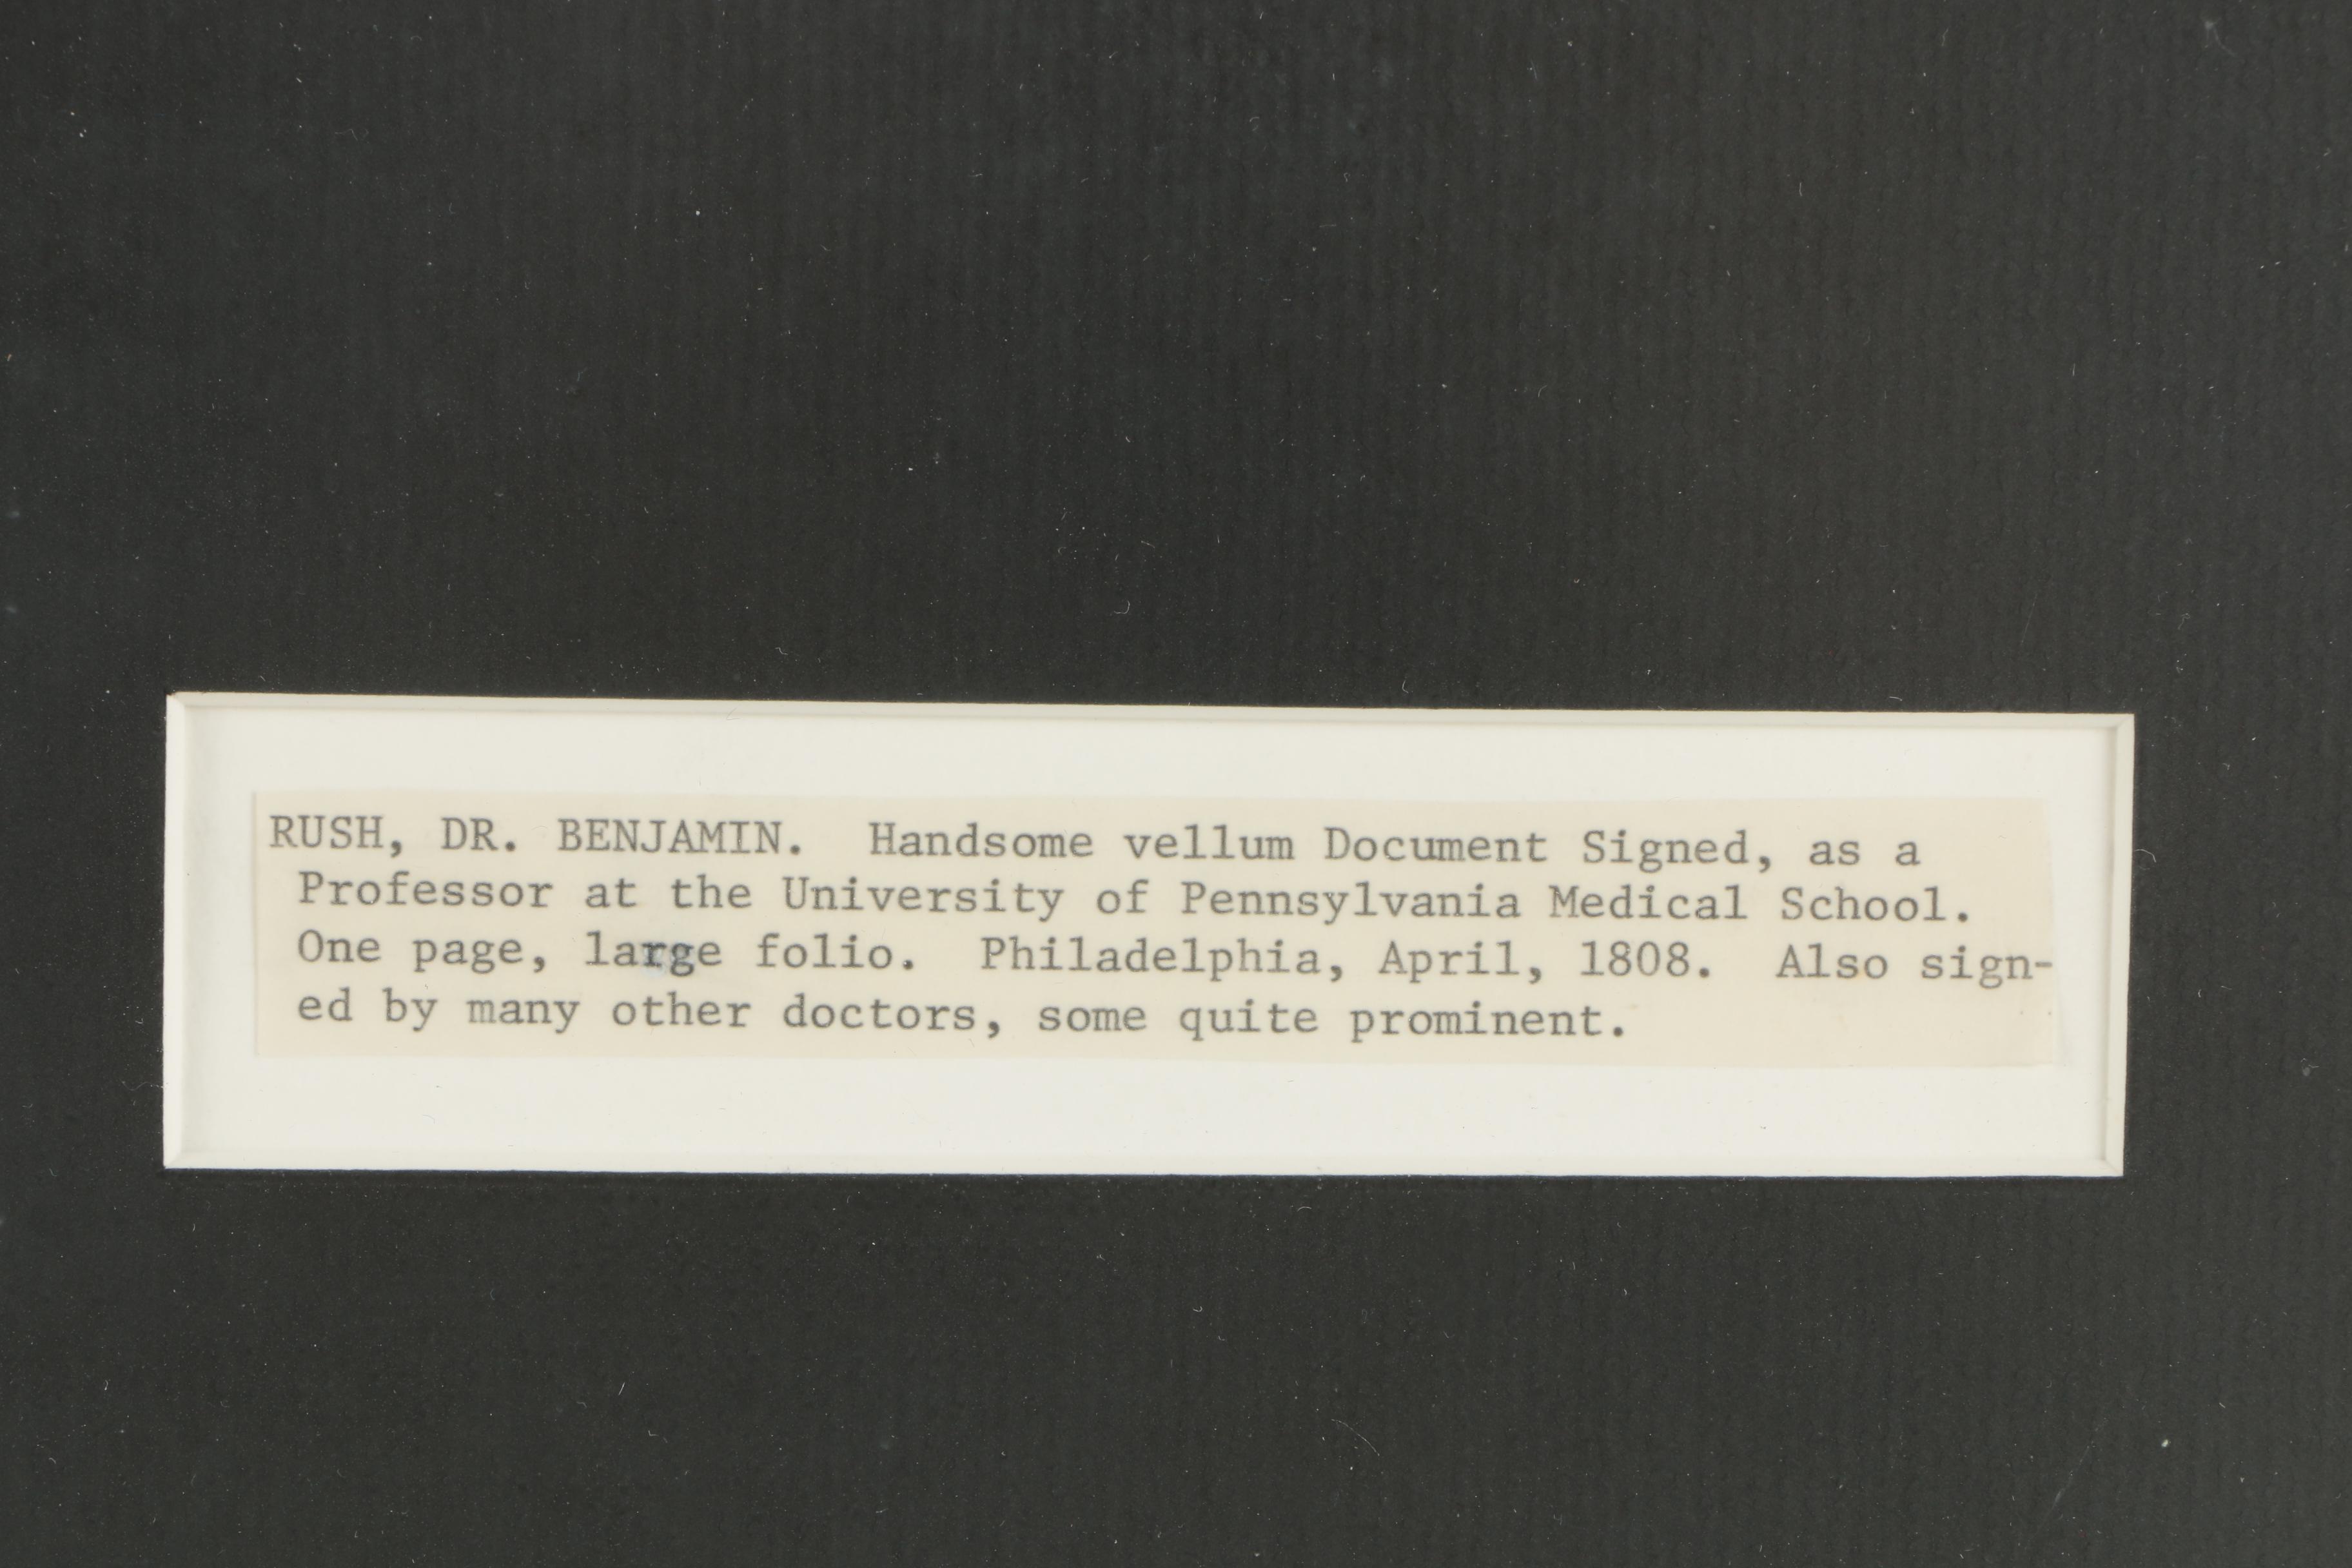 RUSH, DR. BENJAMIN.  Handsome vellum Document Signed, as a
Professor at the University of Pennsylvania Medical School.
One page, large folio.  Philadelphia, April, 1808.  Also sign-
ed by many other doctors, some quite prominent.